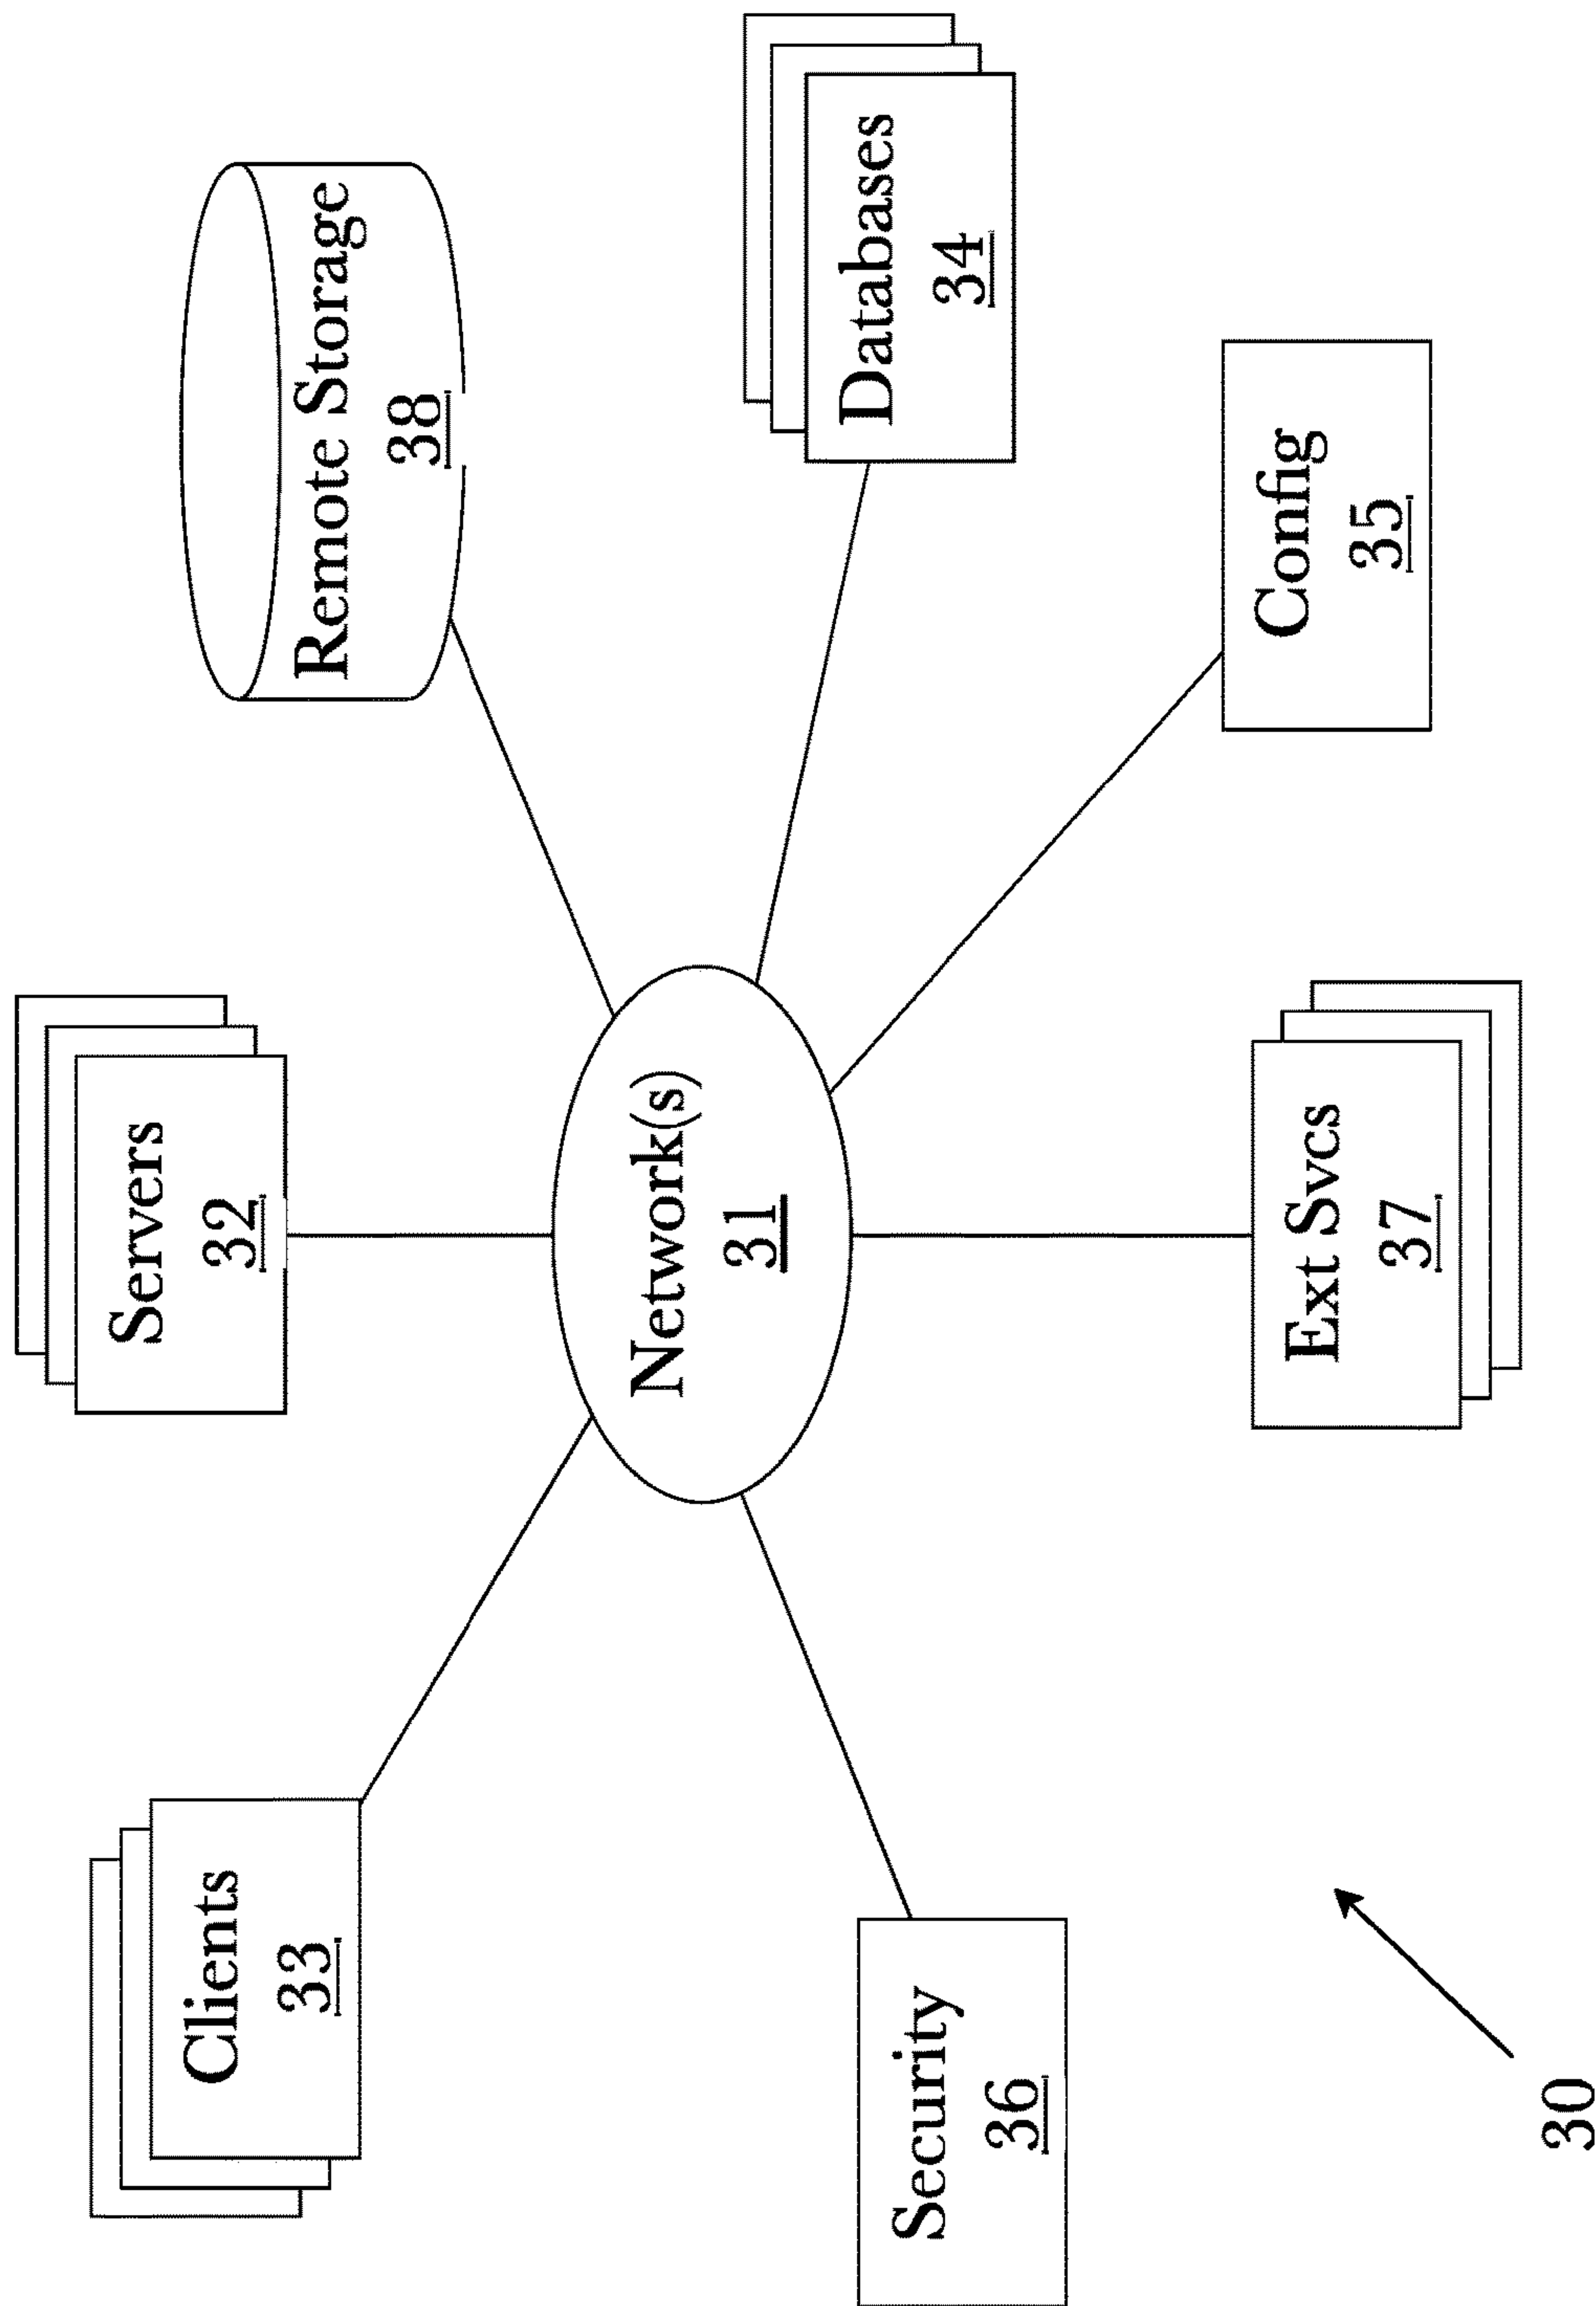 Servers
32
Clients
33
Remote Storage
38
Network(s)
31
Databases
34
Security
36
Config
35
Ext Svcs
37
30